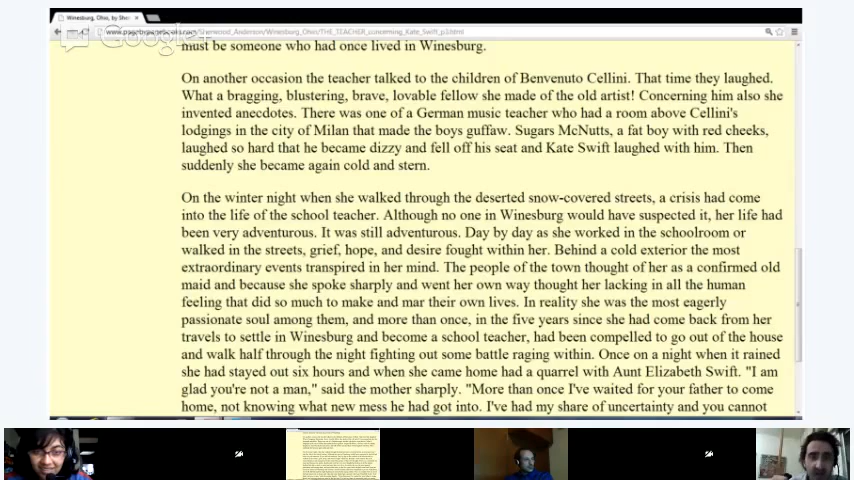 Winesburg, Ohio, by Sher
Google+
must be someone who had once lived in Winesburg.
On another occasion the teacher talked to the children of Benvenuto Cellini. That time they laughed.
What a bragging, blustering, brave, lovable fellow she made of the old artist! Concerning him also she
invented anecdotes. There was one of a German music teacher who had a room above Cellini's
lodgings in the city of Milan that made the boys guffaw. Sugars McNutts, a fat boy with red cheeks,
laughed so hard that he became dizzy and fell off his seat and Kate Swift laughed with him. Then
suddenly she became again cold and stern.
On the winter night when she walked through the deserted snow-covered streets, a crisis had come
into the life of the school teacher. Although no one in Winesburg would have suspected it, her life had
been very adventurous. It was still adventurous. Day by day as she worked in the schoolroom or
walked in the streets, grief, hope, and desire fought within her. Behind a cold exterior the most
extraordinary events transpired in her mind. The people of the town thought of her as a confirmed old
maid and because she spoke sharply and went her own way thought her lacking in all the human
feeling that did so much to make and mar their own lives. In reality she was the most eagerly
passionate soul among them, and more than once, in the five years since she had come back from her
travels to settle in Winesburg and become a school teacher, had been compelled to go out of the house
and walk half through the night fighting out some battle raging within. Once on a night when it rained
she had stayed out six hours and when she came home had a quarrel with Aunt Elizabeth Swift. "I am
glad you're not a man," said the mother sharply. "More than once I've waited for your father to come
home, not knowing what new mess he had got into. I've had my share of uncertainty and you cannot